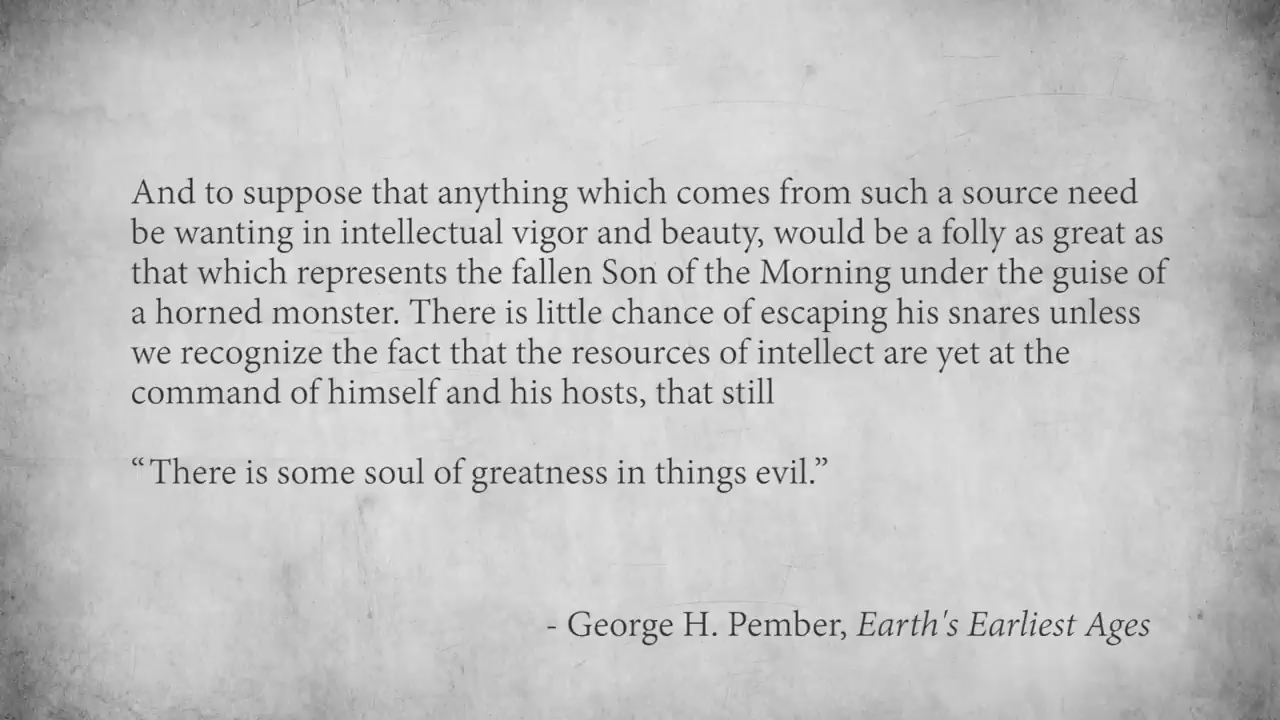 And to suppose that anything which comes from such a source need
be wanting in intellectual vigor and beauty, would be a folly as great as
that which represents the fallen Son of the Morning under the guise of
a horned monster. There is little chance of escaping his snares unless
we recognize the fact that the resources of intellect are yet at the
command of himself and his hosts, that still
“There is some soul of greatness in things evil.”
- George H. Pember, Earth's Earliest Ages